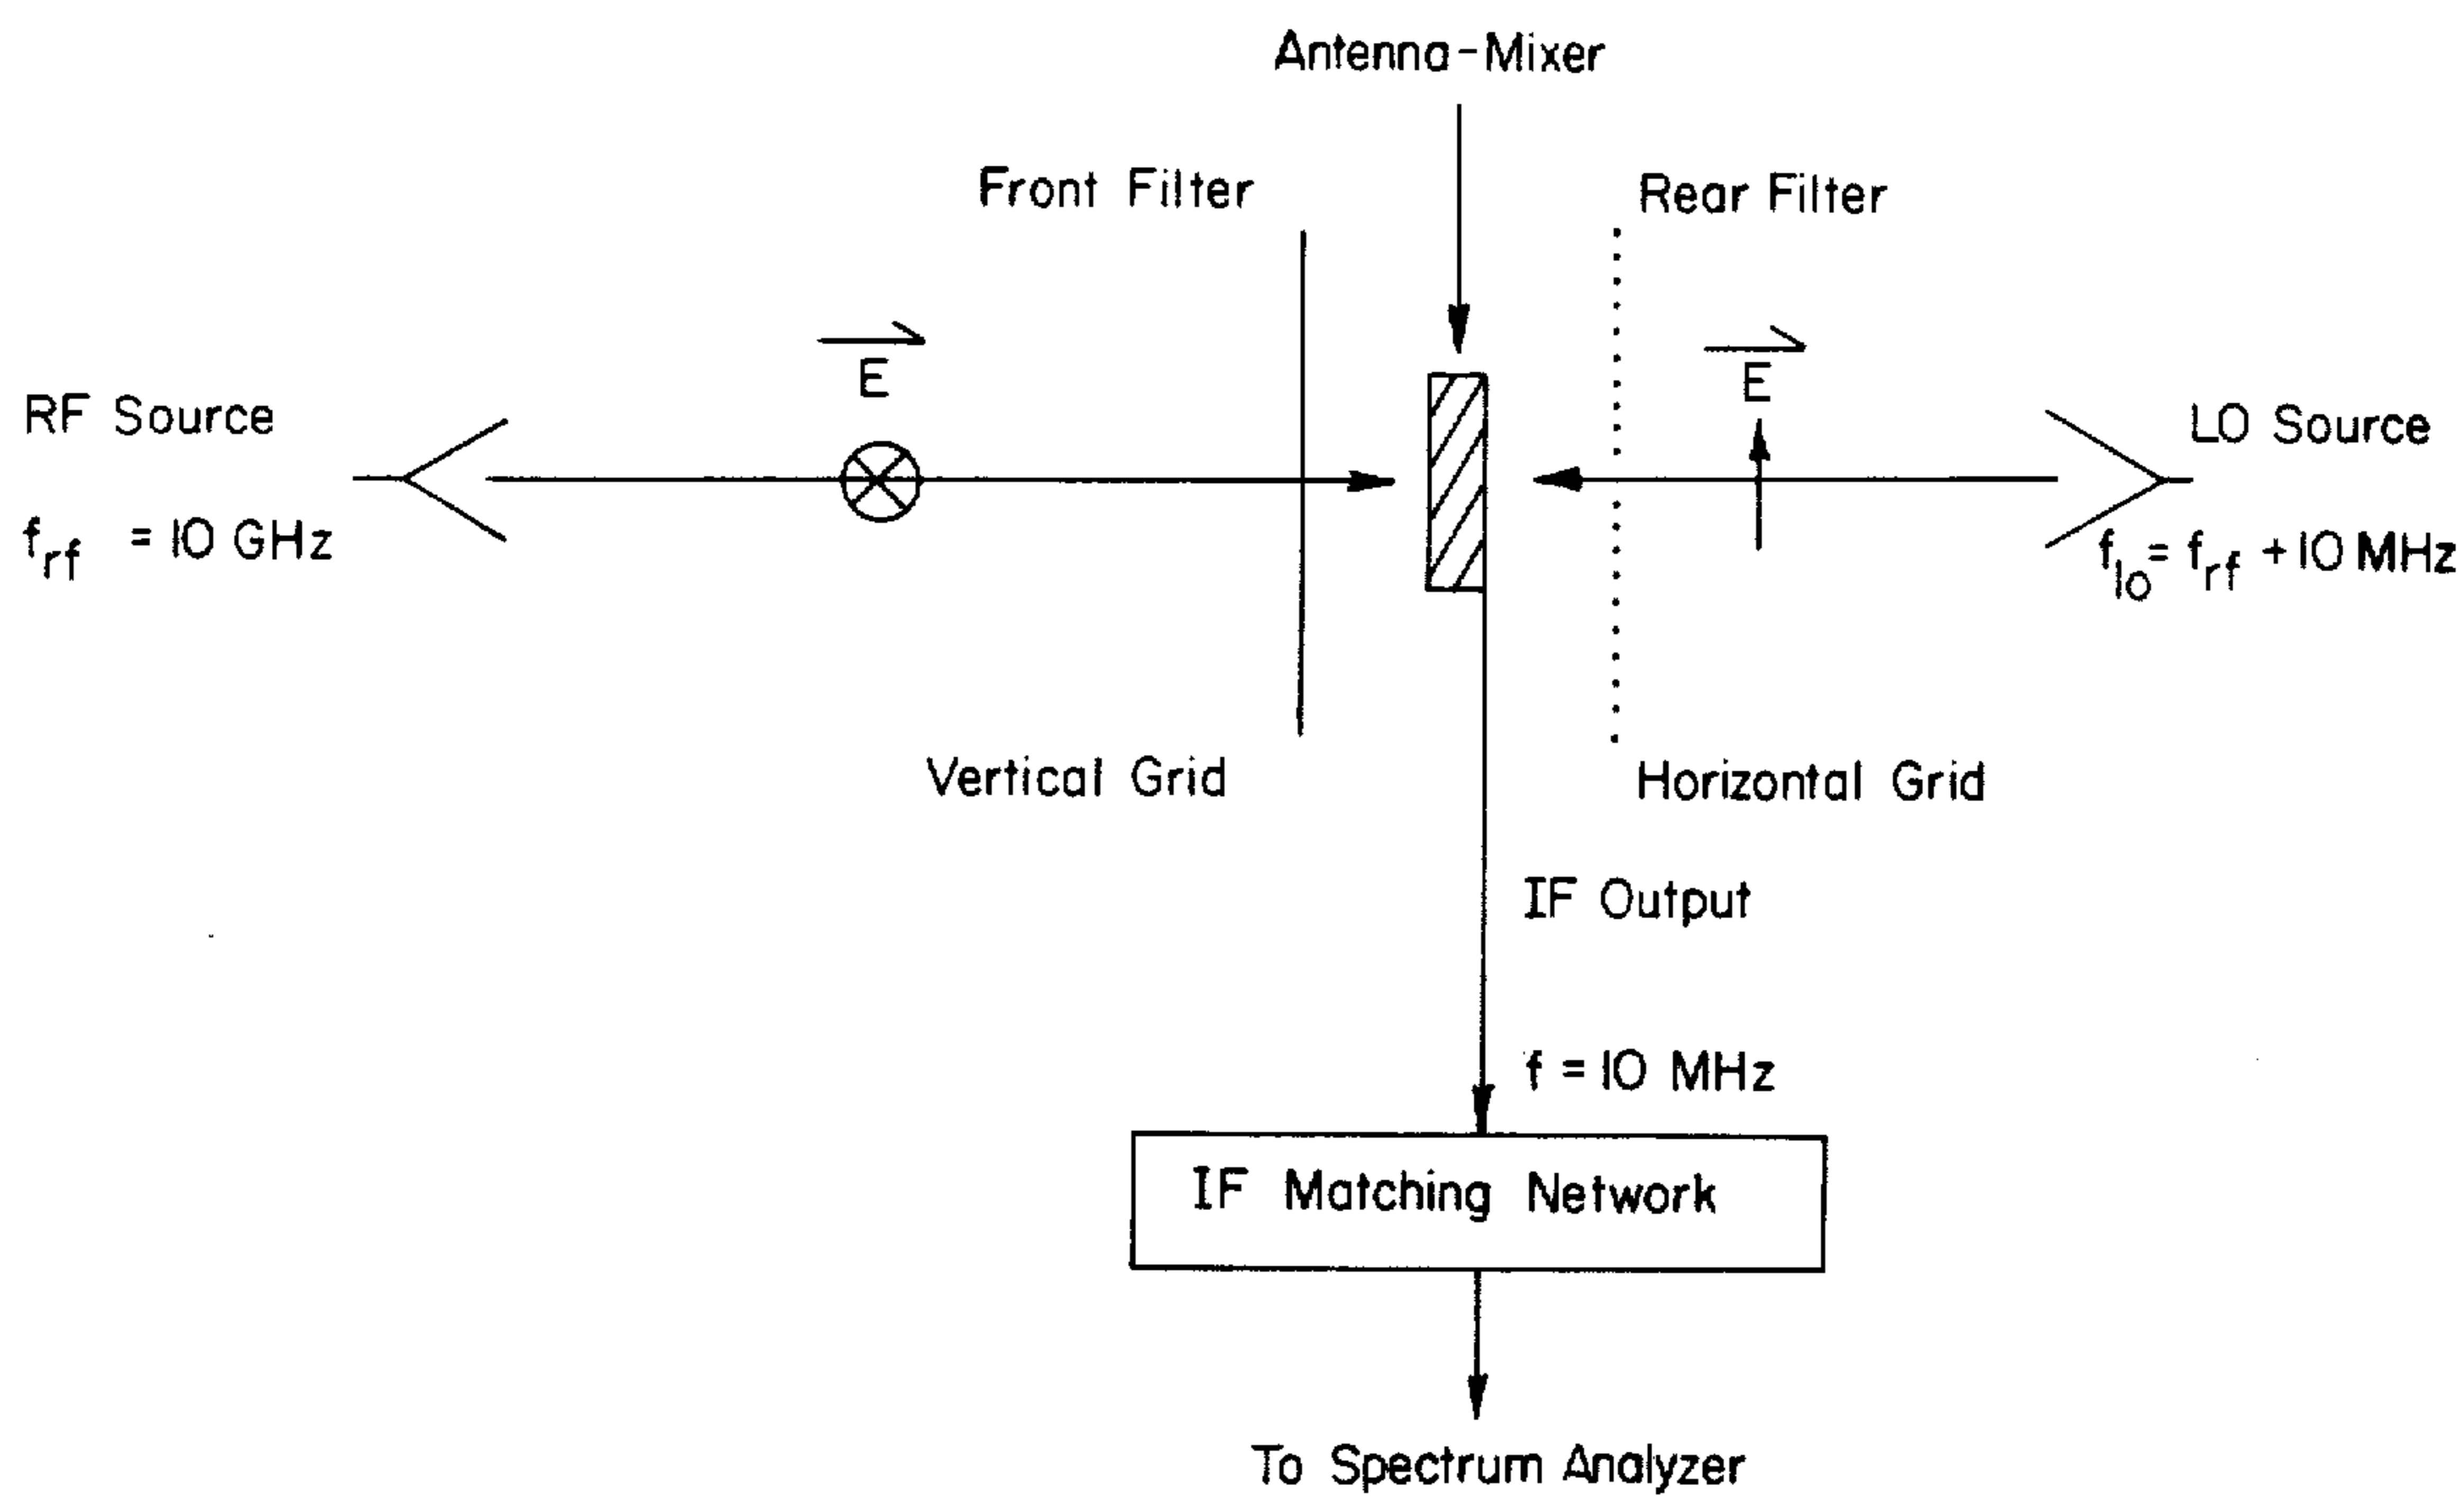 Antenna-Mixer
Front Filter
Rear Filter
E
E
RF Source
LO Source
f_rf = 10 GHz
f_lo = f_rf + 10 MHz
Vertical Grid
Horizontal Grid
IF Output
f = 10 MHz
IF Matching Network
To Spectrum Analyzer